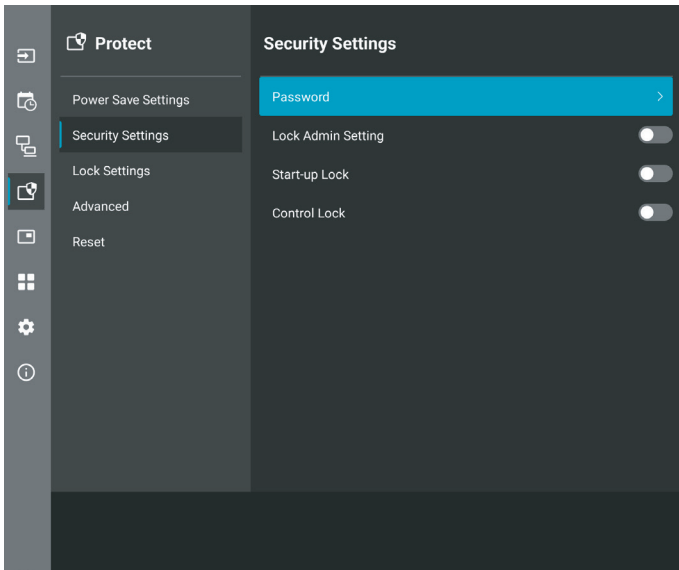 Protect
Power Save Settings
Security Settings
Lock Settings
Advanced
Reset
Security Settings
Password
Lock Admin Setting
Start-up Lock
Control Lock